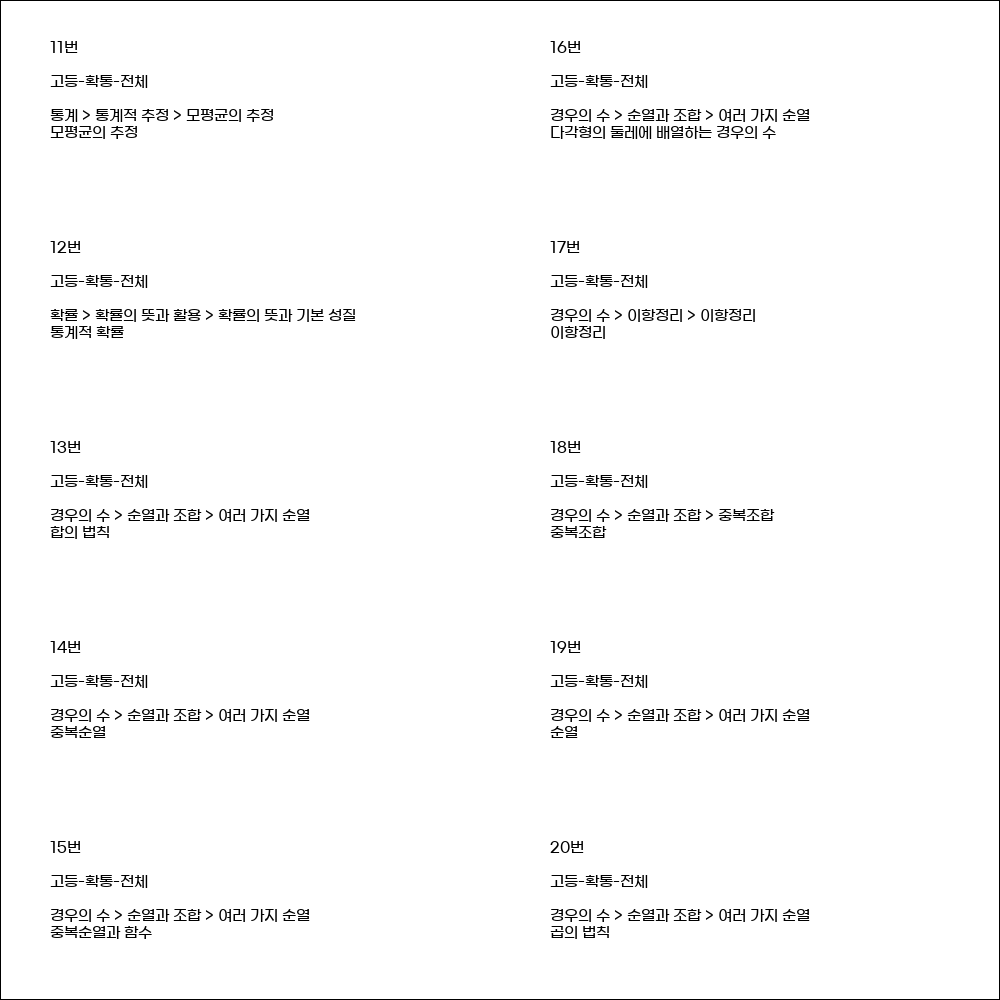 11번
고등-확통-전체
통계 > 통계적 추정 > 모평균의 추정
모평균의 추정
12번
고등-확통-전체
확률 > 확률의 뜻과 활용 > 확률의 뜻과 기본 성질
통계적 확률
13번
고등-확통-전체
경우의 수 > 순열과 조합 > 여러 가지 순열
합의 법칙
14번
고등-확통-전체
경우의 수 > 순열과 조합 > 여러 가지 순열
중복순열
15번
고등-확통-전체
경우의 수 > 순열과 조합 > 여러 가지 순열
중복순열과 함수
16번
고등-확통-전체
경우의 수 > 순열과 조합 > 여러 가지 순열
다각형의 둘레에 배열하는 경우의 수
17번
고등-확통-전체
경우의 수 > 이항정리 > 이항정리
이항정리
18번
고등-확통-전체
경우의 수 > 순열과 조합 > 중복조합
중복조합
19번
고등-확통-전체
경우의 수 > 순열과 조합 > 여러 가지 순열
순열
20번
고등-확통-전체
경우의 수 > 순열과 조합 > 여러 가지 순열
곱의 법칙